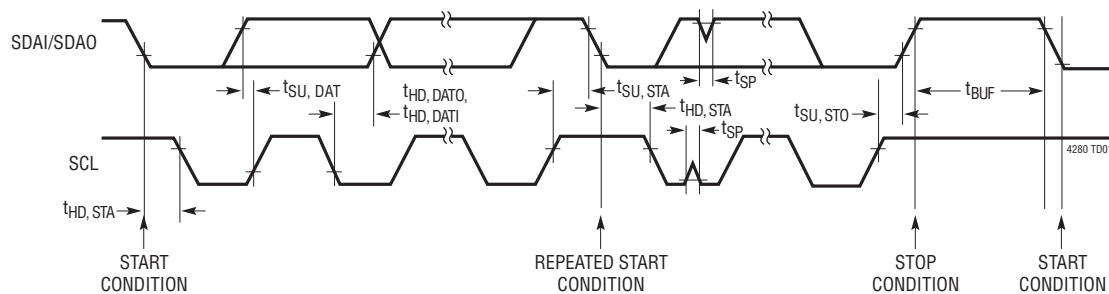 SDAI/SDAO
tSU, DAT
tHD, DATO,
tHD, DATI
tSU, STA
tHD, STA
tSP
tSP
tSU, STO
tBUF
SCL
4280 TD01
tHD, STA
START
CONDITION
REPEATED START
CONDITION
STOP
CONDITION
START
CONDITION